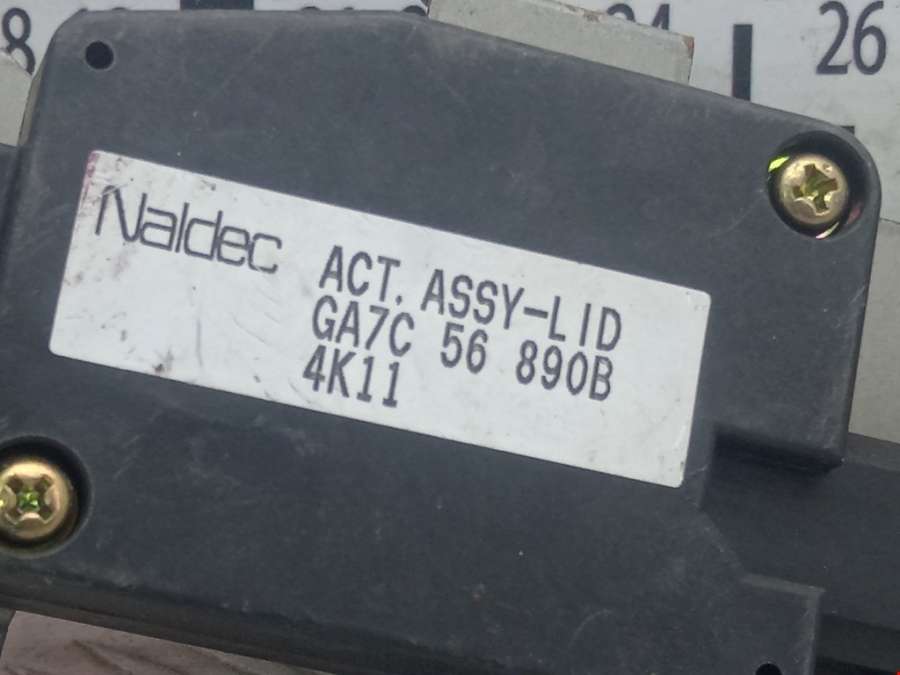 8
24
26
Naldec
ACT. ASSY-LID
GA7C 56 890B
4K11